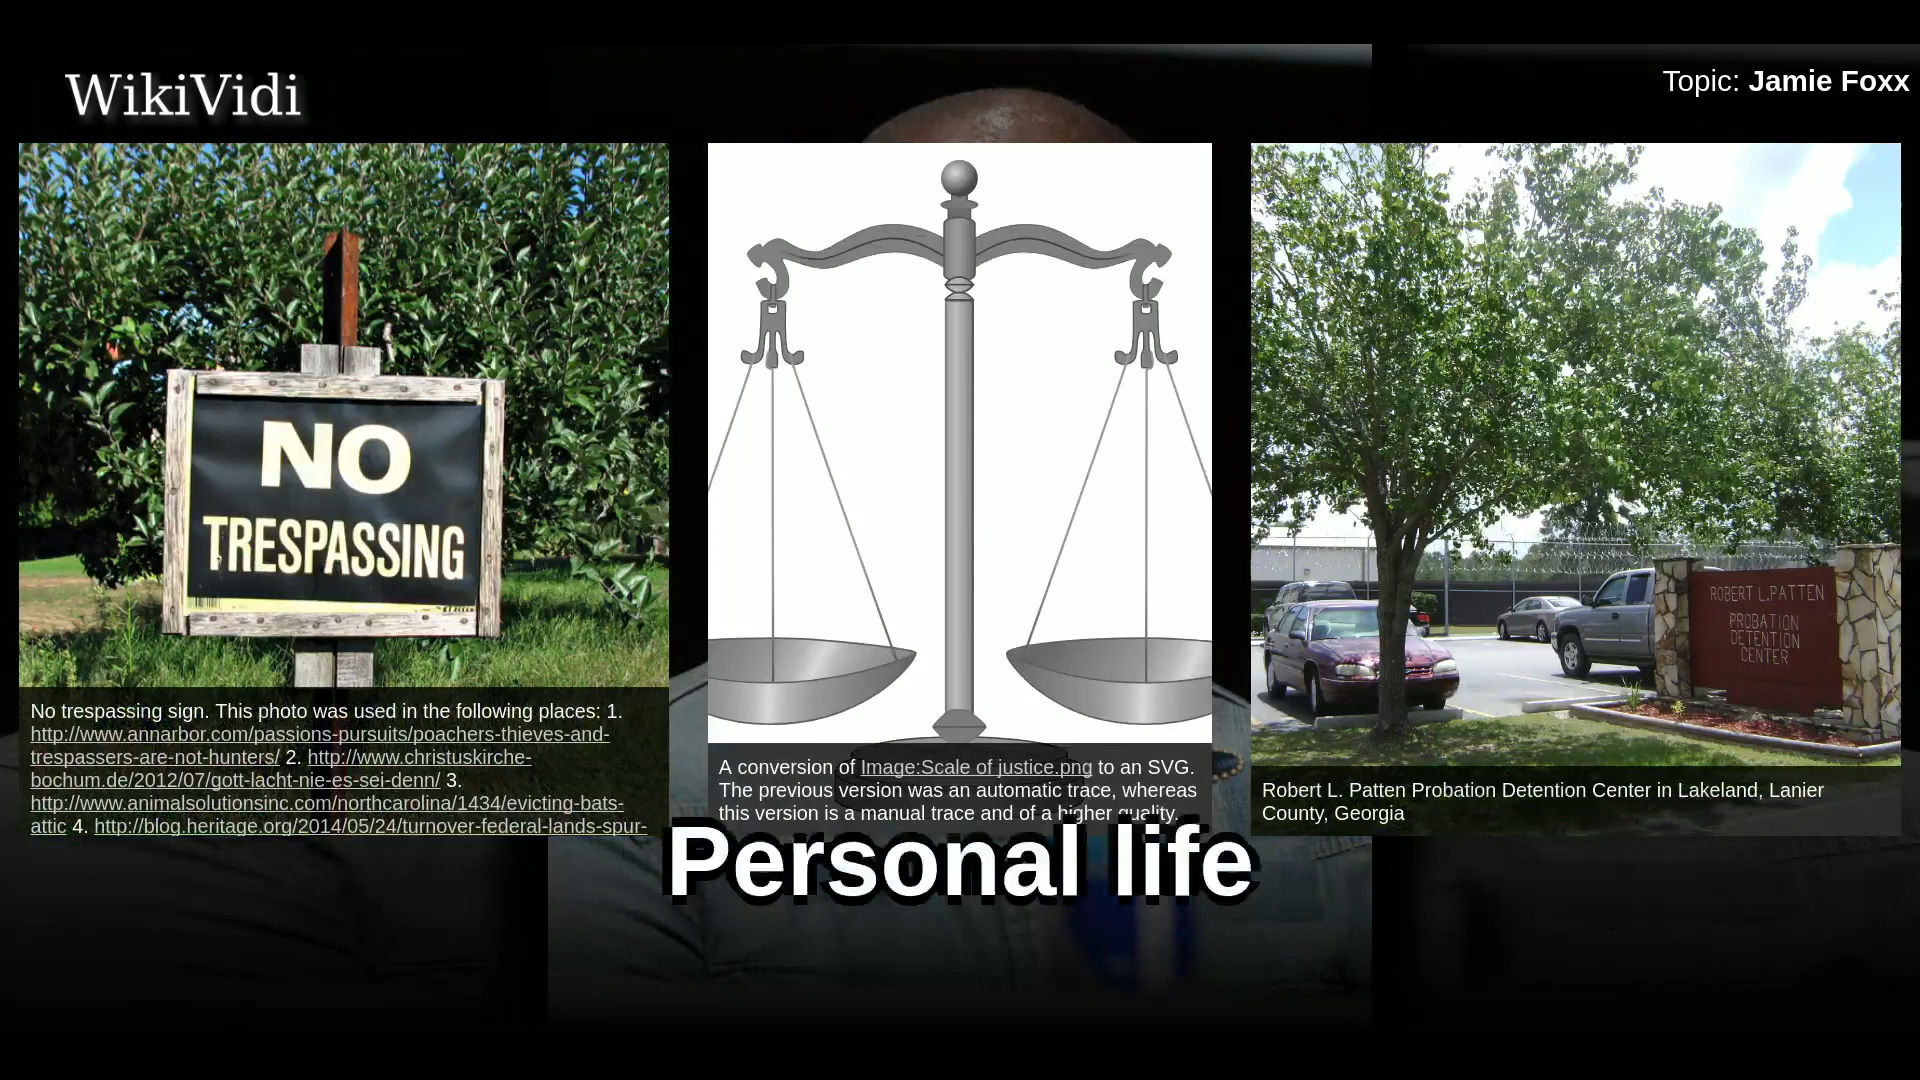 WikiVidi
Topic: Jamie Foxx
NO
TRESPASSING
No trespassing sign. This photo was used in the following places: 1.
http://www.annarbor.com/passions-pursuits/poachers-thieves-and-
trespassers-are-not-hunters/ 2. http://www.christuskirche-
bochum.de/2012/07/gott-lacht-nie-es-sei-denn/ 3.
http://www.animalsolutionsinc.com/northcarolina/1434/evicting-bats-
attic 4. http://blog.heritage.org/2014/05/24/turnover-federal-lands-spur-
A conversion of Image:Scale of justice.png to an SVG.
The previous version was an automatic trace, whereas
this version is a manual trace and of a higher quality.
ROBERT L. PATTEN
PROBATION
DETENTION
CENTER
Robert L. Patten Probation Detention Center in Lakeland, Lanier
County, Georgia
Personal life